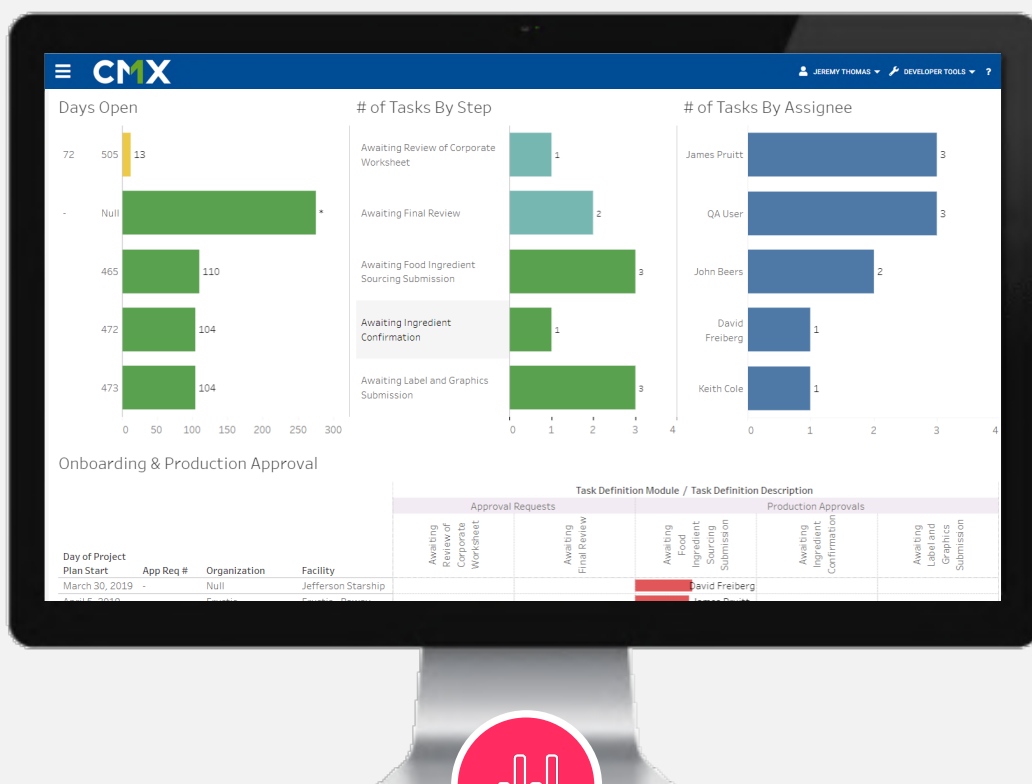 CMX
JEREMY THOMAS
DEVELOPER TOOLS
?
Days Open
72 505 13
- Null *
465 110
472 104
473 104
0 50 100 150 200 250 300
# of Tasks By Step
Awaiting Review of Corporate
Worksheet
1
Awaiting Final Review
2
Awaiting Food Ingredient
Sourcing Submission
3
Awaiting Ingredient
Confirmation
1
Awaiting Label and Graphics
Submission
3
0 1 2 3 4
# of Tasks By Assignee
James Pruitt 3
QA User 3
John Beers 2
David
Freiberg
1
Keith Cole 1
0 1 2 3 4
Onboarding & Production Approval
Task Definition Module / Task Definition Description
Approval Requests
Production Approvals
Day of Project
Plan Start
App Req #
Organization
Facility
Awaiting
Review of
Corporate
Worksheet
Awaiting
Final Review
Awaiting
Food
Ingredient
Sourcing
Submission
Awaiting
Ingredient
Confirmation
Awaiting
Label and
Graphics
Submission
March 30, 2019 - Null Jefferson Starship David Freiberg